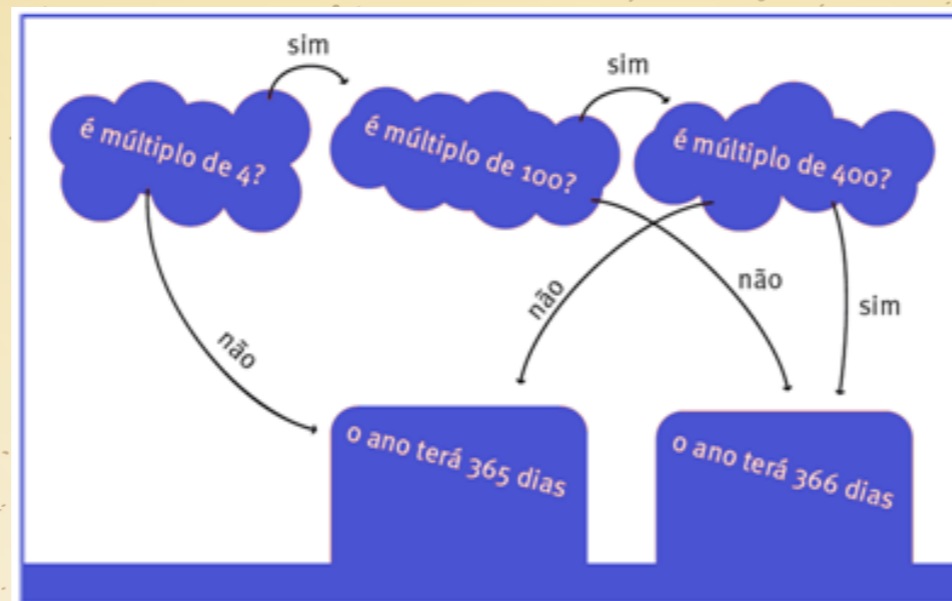 sim
sim
é múltiplo de 4?
é múltiplo de 100?
é múltiplo de 400?
não
não
não
sim
o ano terá 365 dias
o ano terá 366 dias